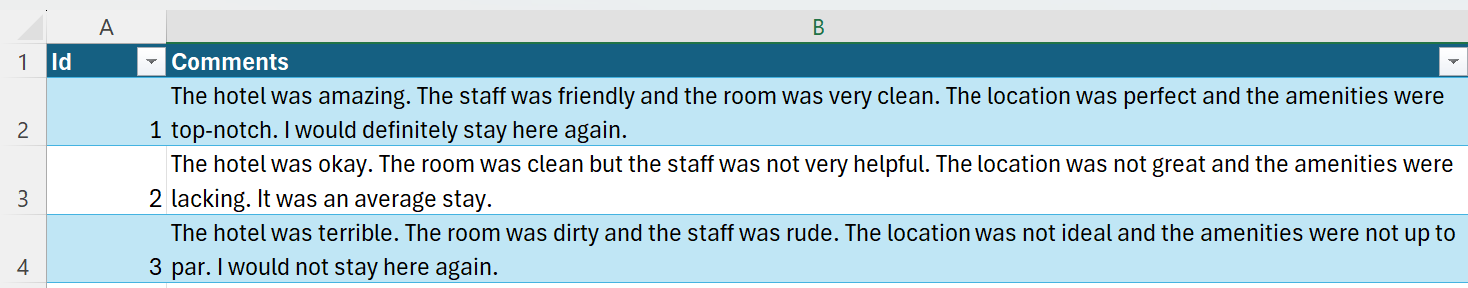 A B
1 Id Comments
The hotel was amazing. The staff was friendly and the room was very clean. The location was perfect and the amenities were
2 1 top-notch. I would definitely stay here again.
The hotel was okay. The room was clean but the staff was not very helpful. The location was not great and the amenities were
3 2 lacking. It was an average stay.
The hotel was terrible. The room was dirty and the staff was rude. The location was not ideal and the amenities were not up to
4 3 par. I would not stay here again.